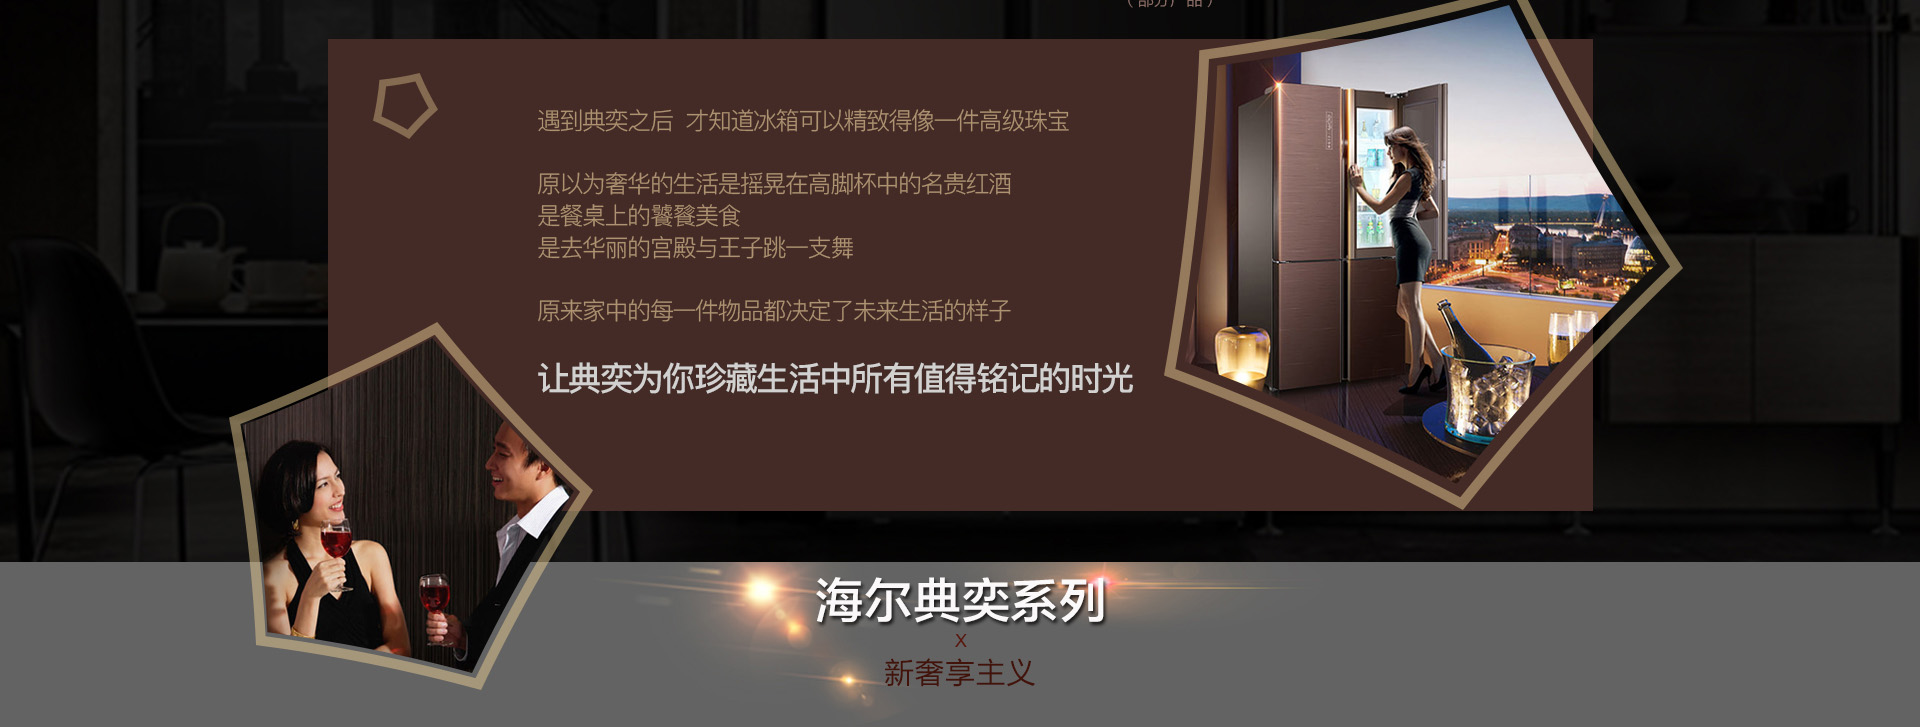 （部分产品）
遇到典奕之后 才知道冰箱可以精致得像一件高级珠宝
原以为奢华的生活是摇晃在高脚杯中的名贵红酒
是餐桌上的饕餮美食
是去华丽的宫殿与王子跳一支舞
原来家中的每一件物品都决定了未来生活的样子
让典奕为你珍藏生活中所有值得铭记的时光
海尔典奕系列
X
新奢享主义